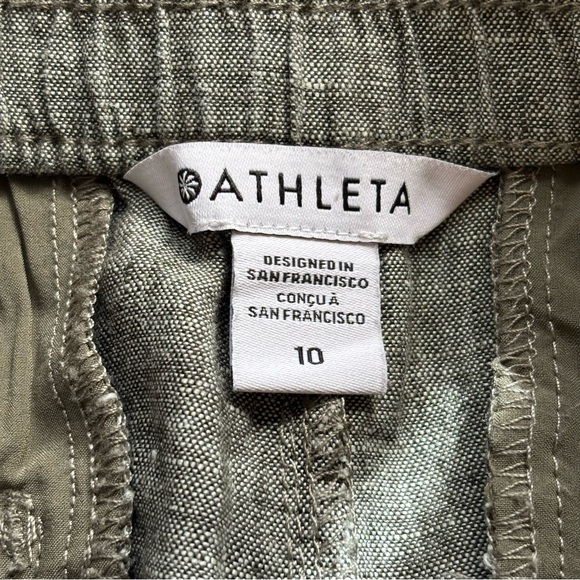 ATHLETA
DESIGNED IN
SAN FRANCISCO
CONÇU À
SAN FRANCISCO
10